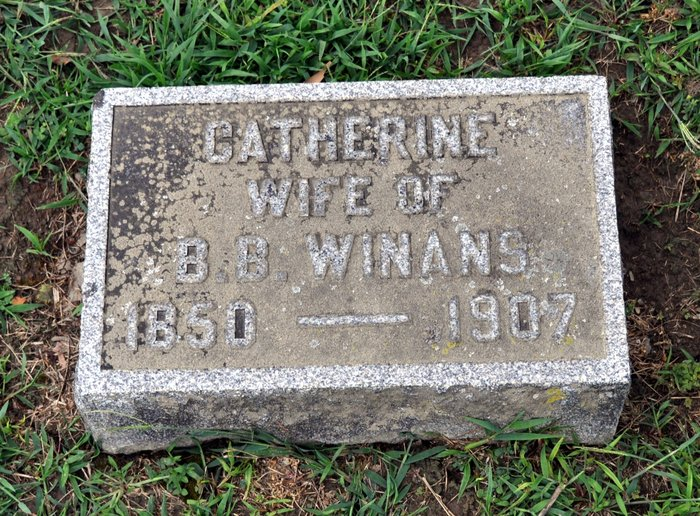 CATHERINE
WIFE OF
B.B. WINANS
1850 — 1907